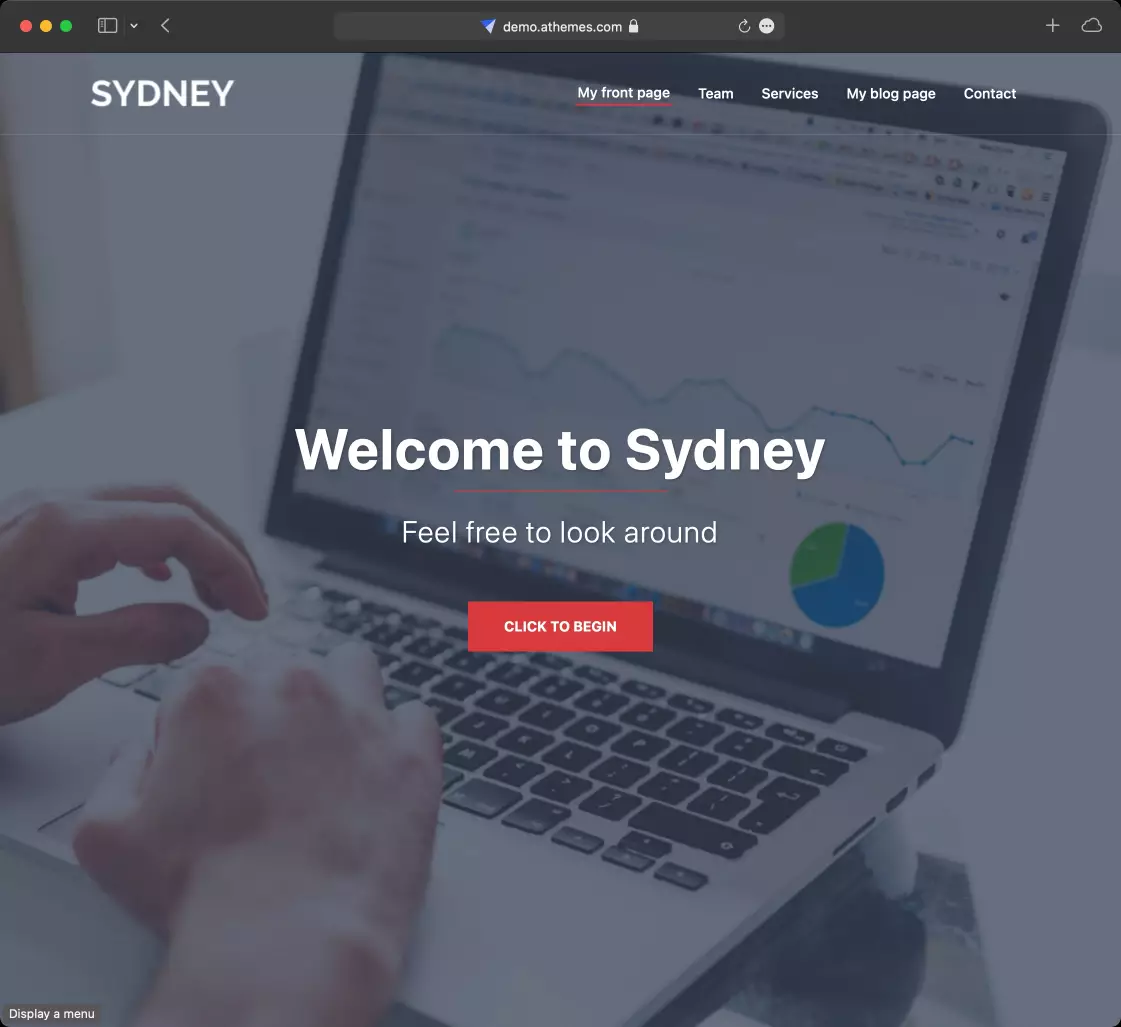 demo.athemes.com
SYDNEY
My front page Team Services My blog page Contact
Welcome to Sydney
Feel free to look around
CLICK TO BEGIN
Display a menu